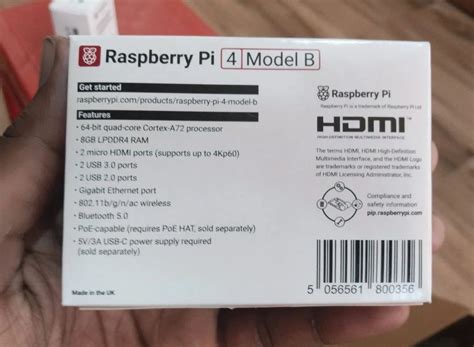 Raspberry Pi 4 Model B
Get started
raspberrypi.com/products/raspberry-pi-4-model-b
Features
• 64-bit quad-core Cortex-A72 processor
• 8GB LPDDR4 RAM
• 2 micro HDMI ports (supports up to 4Kp60)
• 2 USB 3.0 ports
• 2 USB 2.0 ports
• Gigabit Ethernet port
• 802.11b/g/n/ac wireless
• Bluetooth 5.0
• PoE-capable (requires PoE HAT, sold separately)
• 5V/3A USB-C power supply required
(sold separately)
Made in the UK
Raspberry Pi
Raspberry Pi is a trademark of Raspberry Pi Ltd
HDMI
HIGH-DEFINITION MULTIMEDIA INTERFACE
The terms HDMI, HDMI High-Definition
Multimedia Interface, and the HDMI Logo
are trademarks or registered trademarks
of HDMI Licensing Administrator, Inc.
Compliance and
safety information
pip.raspberrypi.com
5 056561 800356